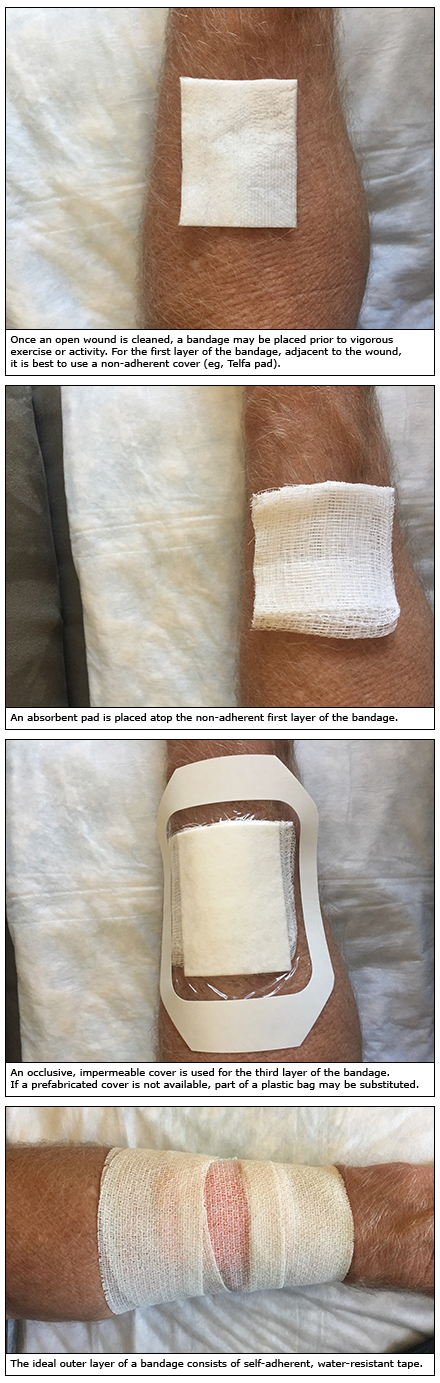 Once an open wound is cleaned, a bandage may be placed prior to vigorous
exercise or activity. For the first layer of the bandage, adjacent to the wound,
it is best to use a non-adherent cover (eg, Telfa pad).
An absorbent pad is placed atop the non-adherent first layer of the bandage.
An occlusive, impermeable cover is used for the third layer of the bandage.
If a prefabricated cover is not available, part of a plastic bag may be substituted.
The ideal outer layer of a bandage consists of self-adherent, water-resistant tape.